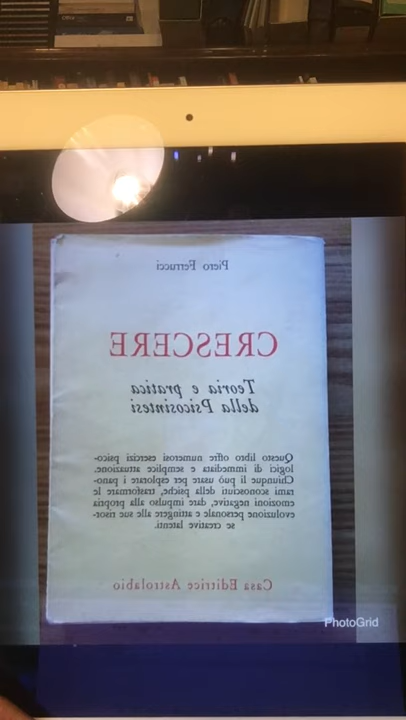 Piero Ferrucci
CRESCERE
Teoria e pratica
della Psicosintesi
Questo libro offre numerosi esercizi psico-
logici di immediata e semplice attuazione.
Chiunque il può usare per esplorare i pano-
rami sconosciuti della psiche, trasformare le
emozioni negative, dare impulso alla propria
evoluzione personale e attingere alle sue risor-
se creative latenti.
Casa Editrice Astrolabio
PhotoGrid